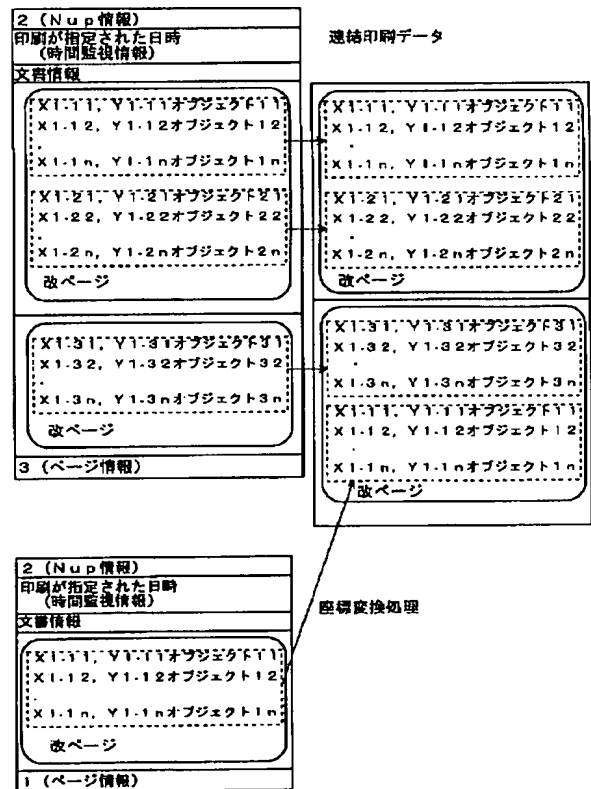 2 (Nup情報)
印刷が指定された日時
(時間監視情報)
文書情報
X1-11, Y1-11オブジェクト11
X1-12, Y1-12オブジェクト12
.
X1-1n, Y1-1nオブジェクト1n
X1-21, Y1-21オブジェクト21
X1-22, Y1-22オブジェクト22
.
X1-2n, Y1-2nオブジェクト2n
改ページ
X1-31, Y1-31オブジェクト31
X1-32, Y1-32オブジェクト32
.
X1-3n, Y1-3nオブジェクト3n
改ページ
3 (ページ情報)
連結印刷データ
X1-11, Y1-11オブジェクト11
X1-12, Y1-12オブジェクト12
.
X1-1n, Y1-1nオブジェクト1n
X1-21, Y1-21オブジェクト21
X1-22, Y1-22オブジェクト22
.
X1-2n, Y1-2nオブジェクト2n
改ページ
X1-31, Y1-31オブジェクト31
X1-32, Y1-32オブジェクト32
.
X1-3n, Y1-3nオブジェクト3n
X1-11, Y1-11オブジェクト11
X1-12, Y1-12オブジェクト12
.
X1-1n, Y1-1nオブジェクト1n
改ページ
2 (Nup情報)
印刷が指定された日時
(時間監視情報)
文書情報
X1-11, Y1-11オブジェクト11
X1-12, Y1-12オブジェクト12
.
X1-1n, Y1-1nオブジェクト1n
改ページ
1 (ページ情報)
座標変換処理